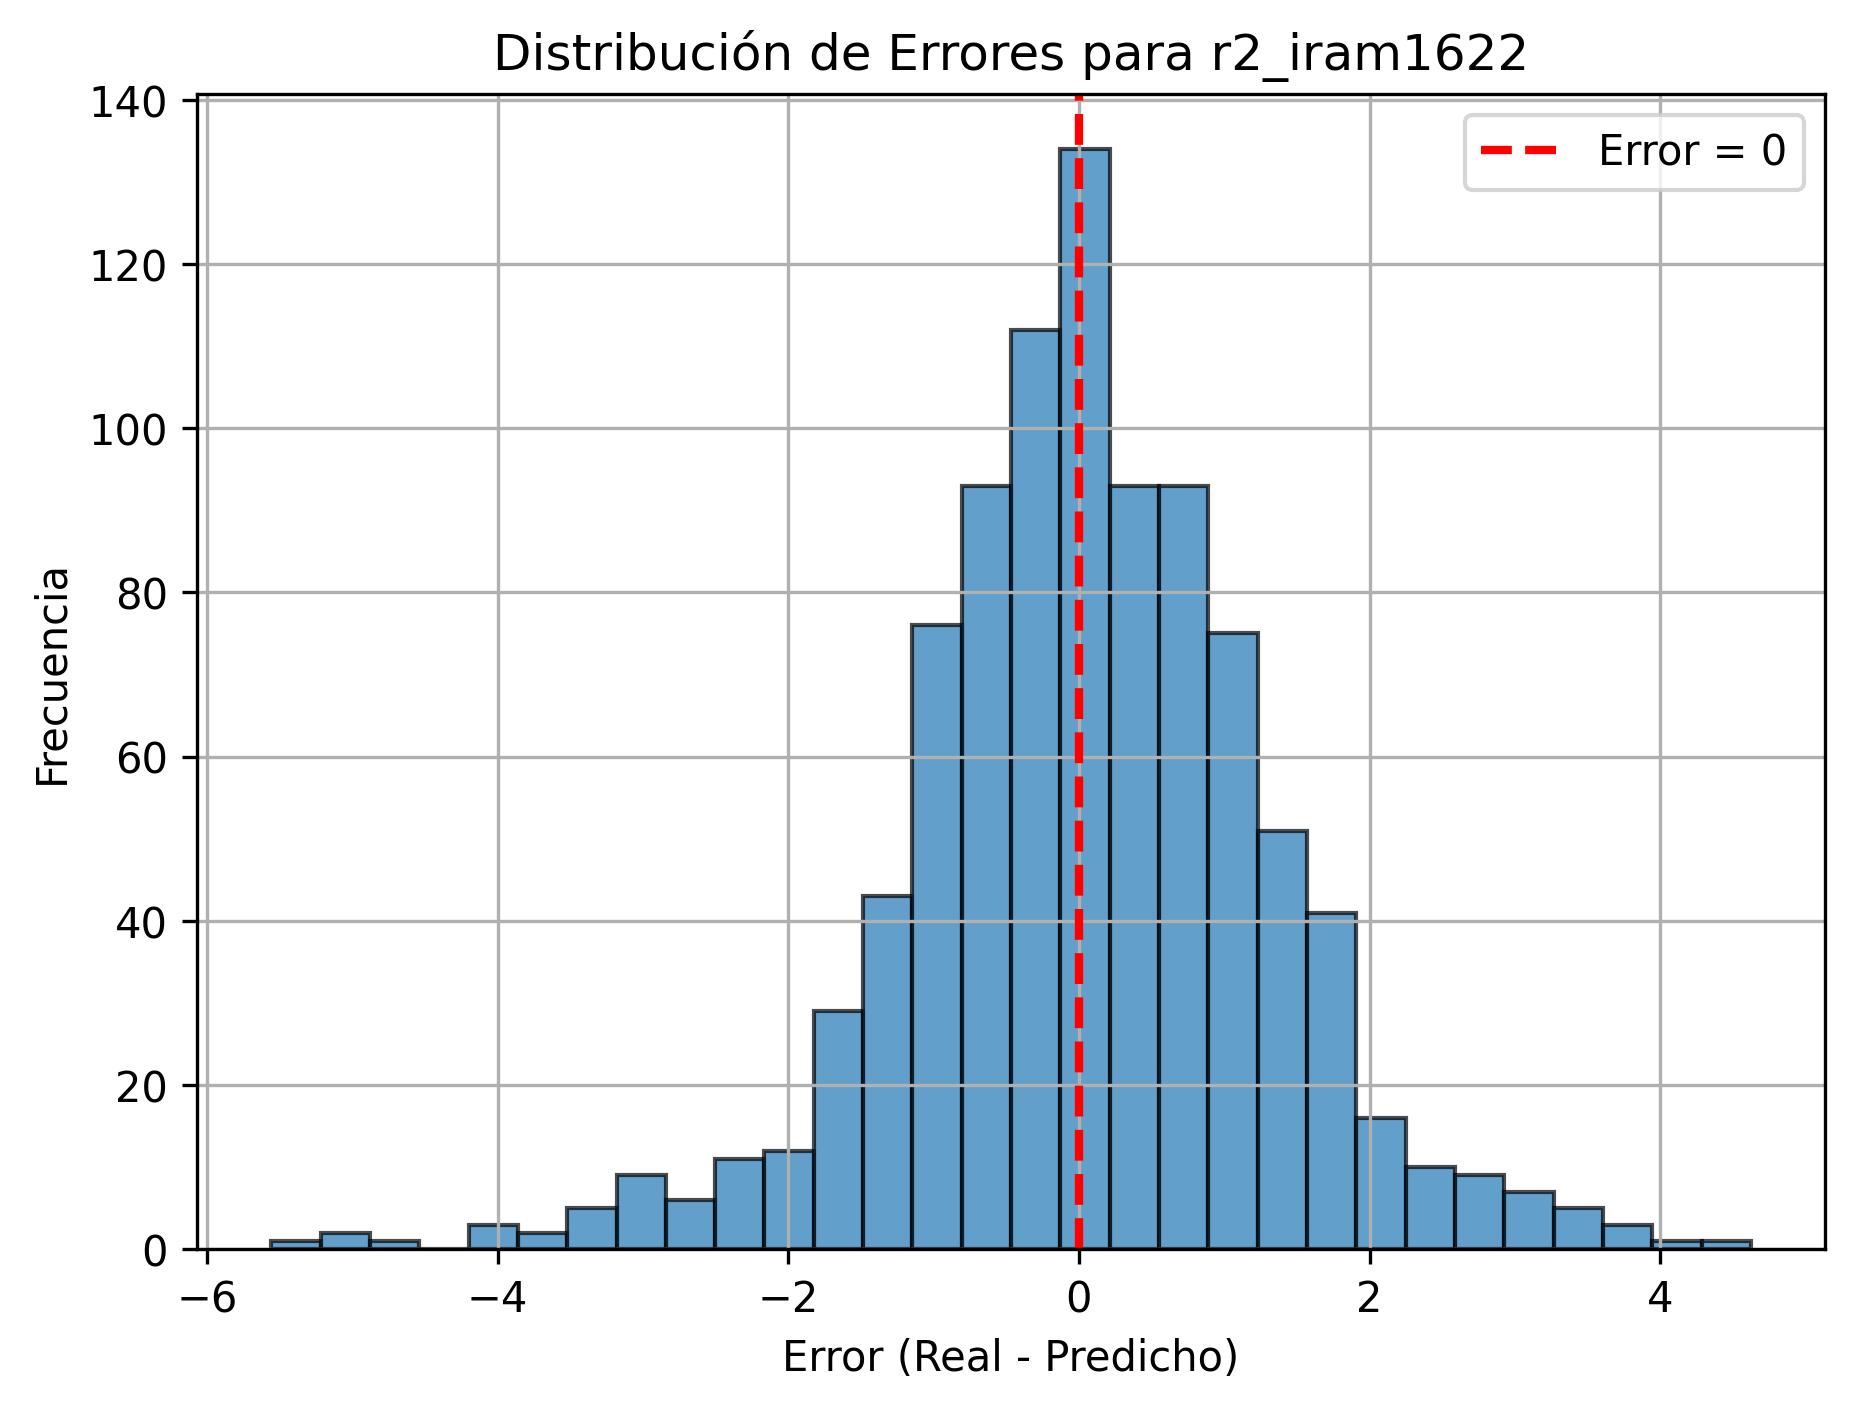 Distribución de Errores para r2_iram1622
Error = 0
Frecuencia
140
120
100
80
60
40
20
0
−6 −4 −2 0 2 4
Error (Real - Predicho)